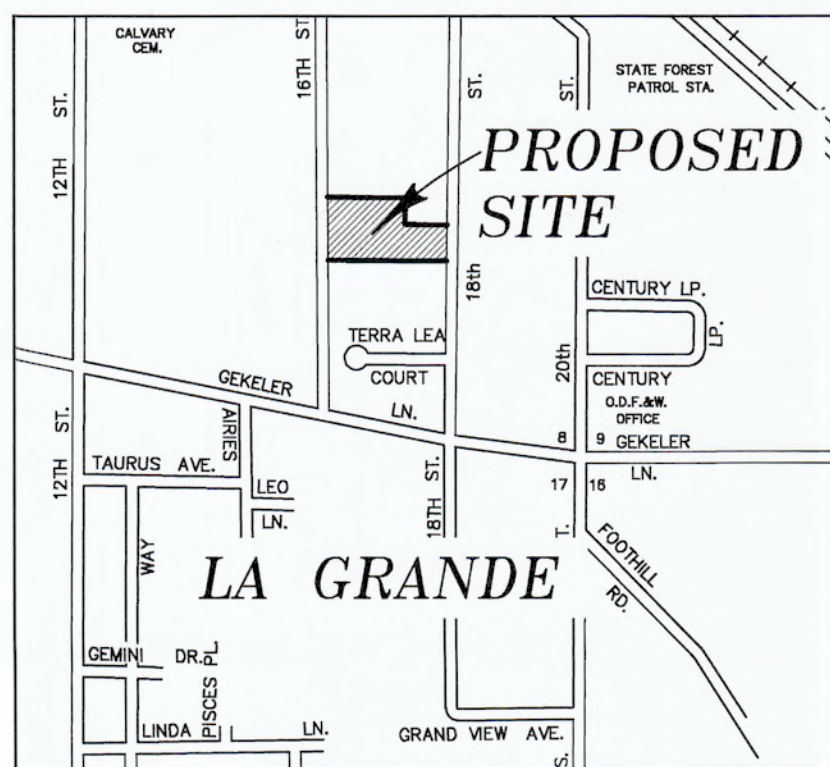 CALVARY
CEM.
16TH ST
ST.
ST.
STATE FOREST
PATROL STA.
12TH ST.
PROPOSED
SITE
18th
CENTURY LP.
LP.
TERRA LEA
COURT
20th
CENTURY
O.D.F.&W.
OFFICE
GEKELER
LN.
8 9 GEKELER
LN.
17 16
AIRIES
12TH ST.
TAURUS AVE.
LEO
LN.
18TH ST.
T.
FOOTHILL
RD.
WAY
LA GRANDE
GEMINI DR.
PISCES PL.
LINDA LN.
GRAND VIEW AVE.
S.